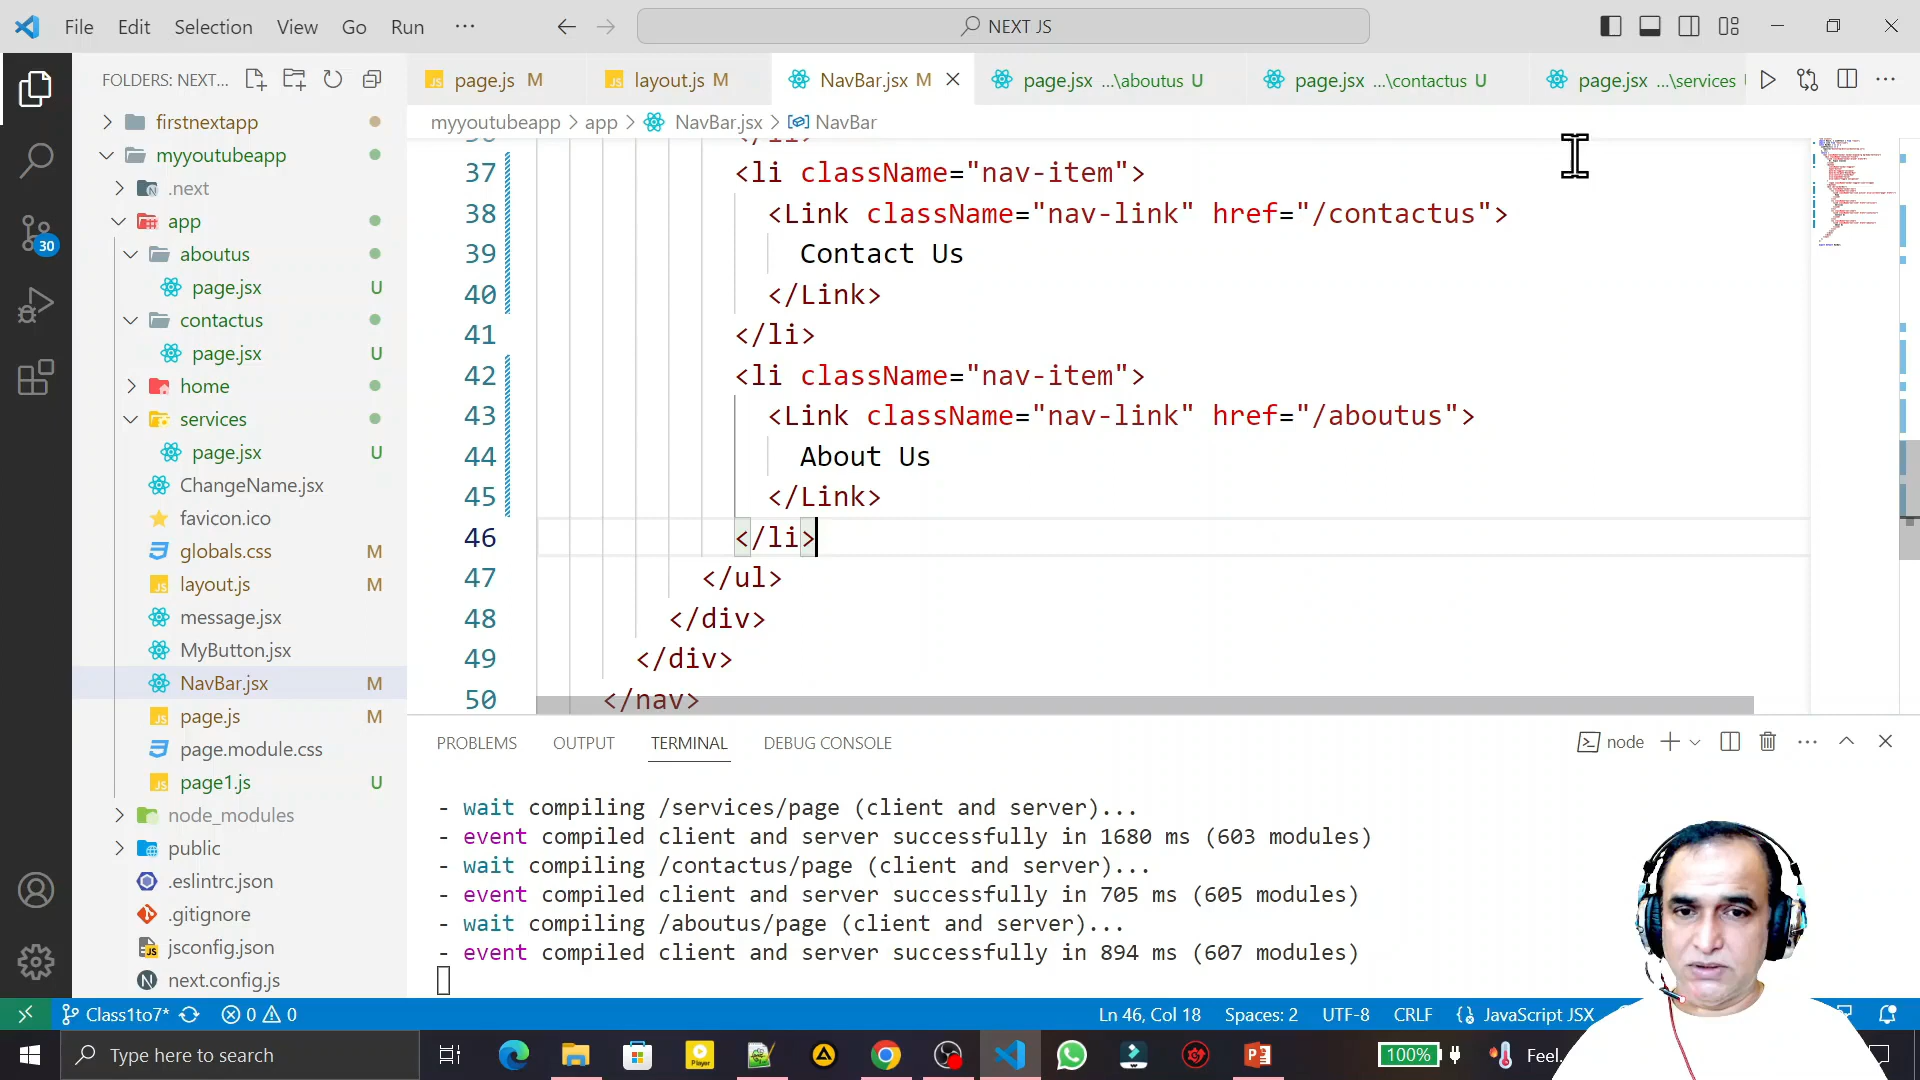 File Edit Selection View Go Run ···
NEXT JS
FOLDERS: NEXT...
page.js M
layout.js M
NavBar.jsx M
page.jsx ...\aboutus U
page.jsx ...\contactus U
page.jsx ...\services
myyoutubeapp > app > NavBar.jsx > NavBar
firstnextapp
myyoutubeapp
.next
app
aboutus
page.jsx U
contactus
page.jsx U
home
services
page.jsx U
ChangeName.jsx
favicon.ico
globals.css M
layout.js M
message.jsx
MyButton.jsx
NavBar.jsx M
page.js M
page.module.css
page1.js U
node_modules
public
.eslintrc.json
.gitignore
jsconfig.json
next.config.js
30
37 <li className="nav-item">
38 <Link className="nav-link" href="/contactus">
39 Contact Us
40 </Link>
41 </li>
42 <li className="nav-item">
43 <Link className="nav-link" href="/aboutus">
44 About Us
45 </Link>
46 </li>
47 </ul>
48 </div>
49 </div>
50 </nav>
PROBLEMS OUTPUT TERMINAL DEBUG CONSOLE
node
- wait compiling /services/page (client and server)...
- event compiled client and server successfully in 1680 ms (603 modules)
- wait compiling /contactus/page (client and server)...
- event compiled client and server successfully in 705 ms (605 modules)
- wait compiling /aboutus/page (client and server)...
- event compiled client and server successfully in 894 ms (607 modules)
Class1to7* 0 0
Ln 46, Col 18 Spaces: 2 UTF-8 CRLF {} JavaScript JSX
Type here to search
100%
Feel.